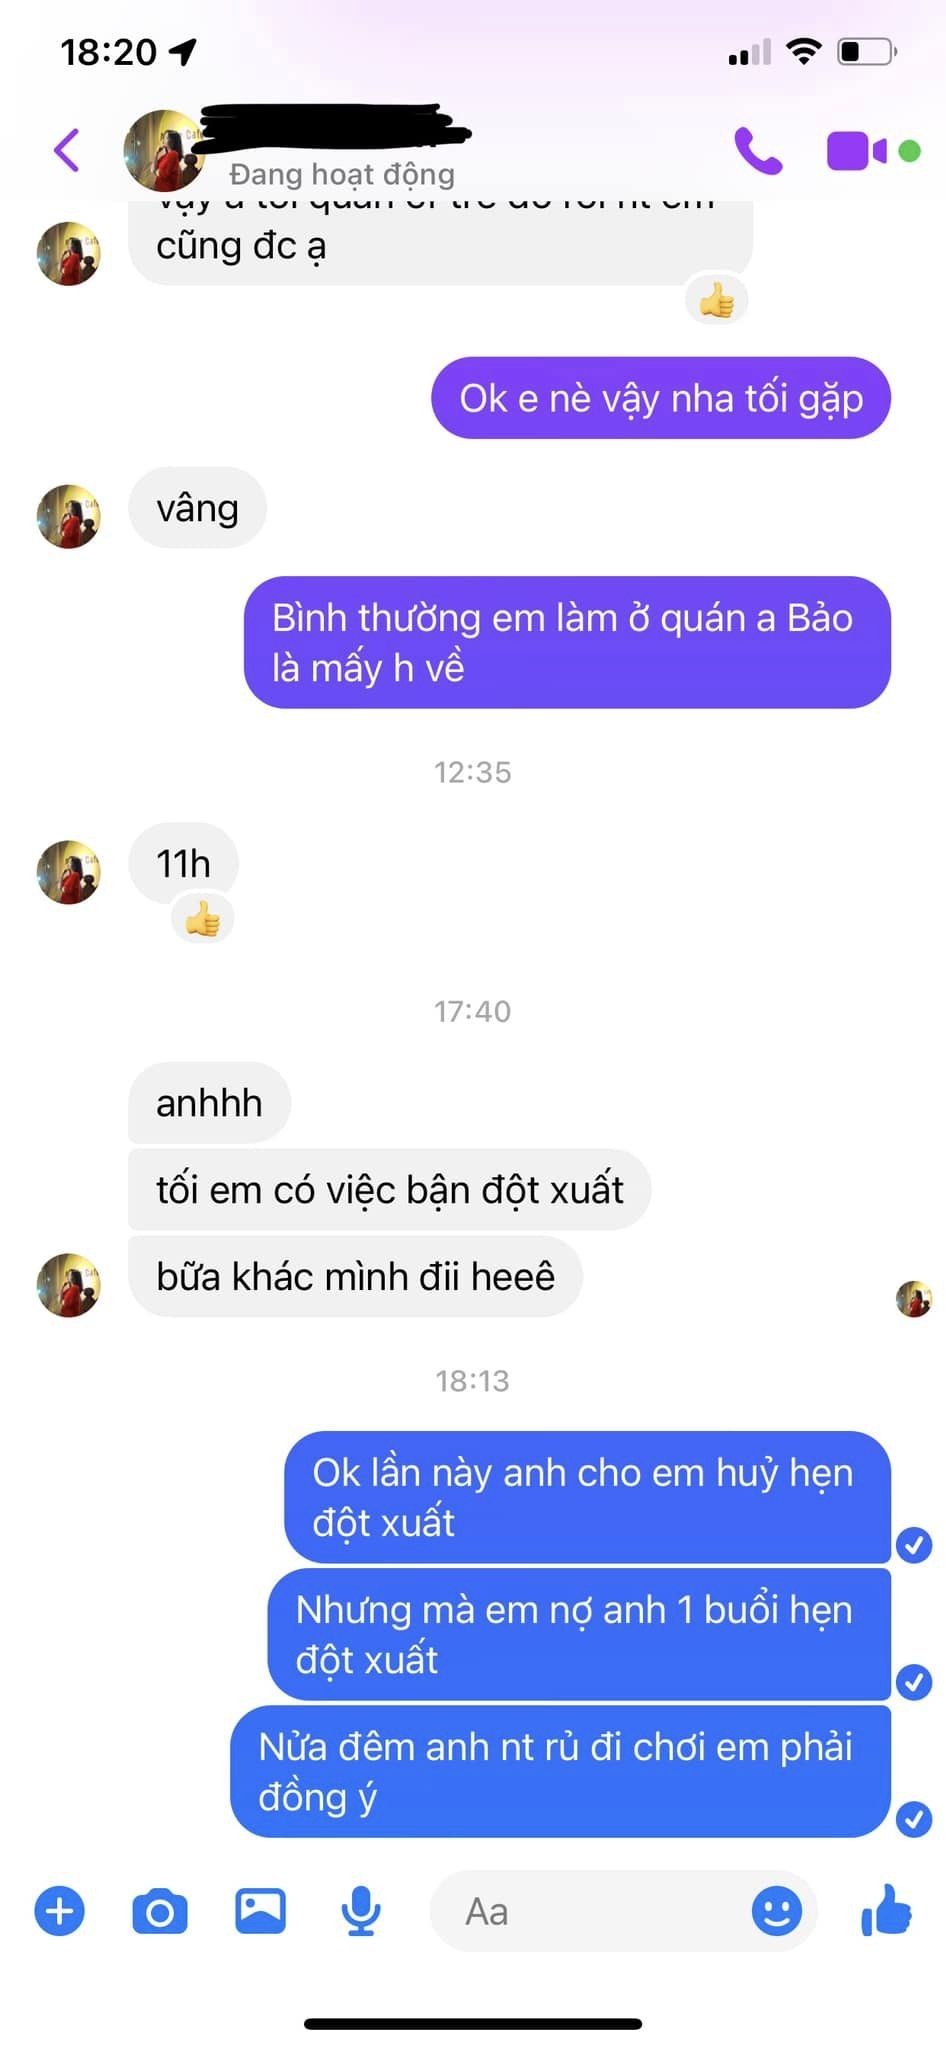 18:20
Đang hoạt động
cũng đc ạ
Ok e nè vậy nha tối gặp
vâng
Bình thường em làm ở quán a Bảo
là mấy h về
12:35
11h
17:40
anhhh
tối em có việc bận đột xuất
bữa khác mình đii heeê
18:13
Ok lần này anh cho em huỷ hẹn
đột xuất
Nhưng mà em nợ anh 1 buổi hẹn
đột xuất
Nửa đêm anh nt rủ đi chơi em phải
đồng ý
Aa